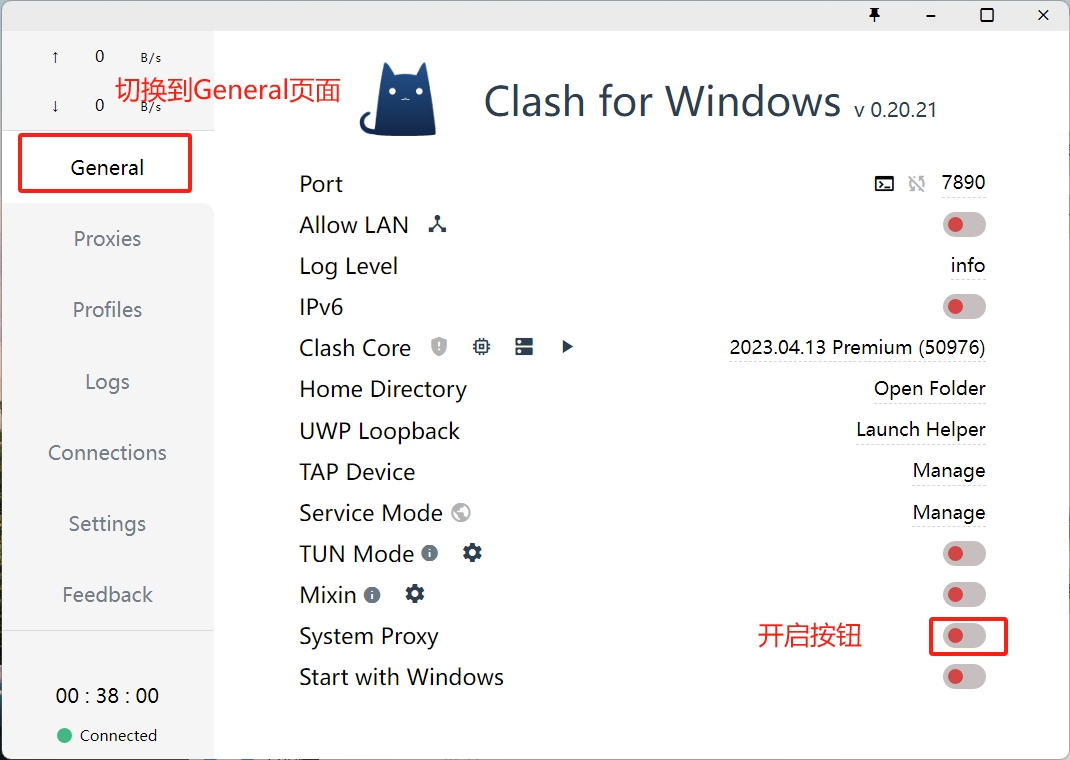 ↑ 0 B/s
切换到General页面
↓ 0 B/s
Clash for Windows v 0.20.21
General
Proxies
Profiles
Logs
Connections
Settings
Feedback
00 : 38 : 00
Connected
Port 7890
Allow LAN
Log Level info
IPv6
Clash Core 2023.04.13 Premium (50976)
Home Directory Open Folder
UWP Loopback Launch Helper
TAP Device Manage
Service Mode Manage
TUN Mode
Mixin
System Proxy 开启按钮
Start with Windows